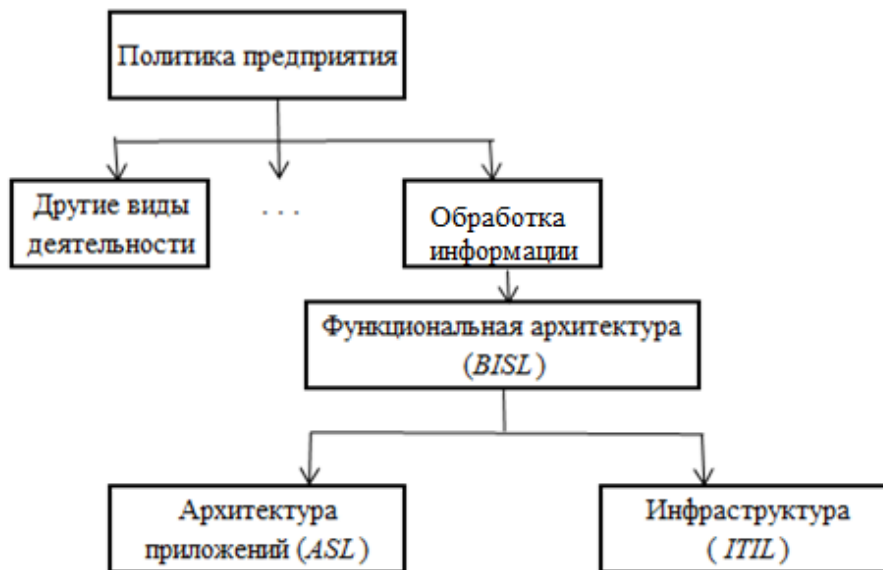 Политика предприятия
Другие виды
деятельности
. . .
Обработка
информации
Функциональная архитектура
(BISL)
Архитектура
приложений (ASL)
Инфраструктура
( ITIL)